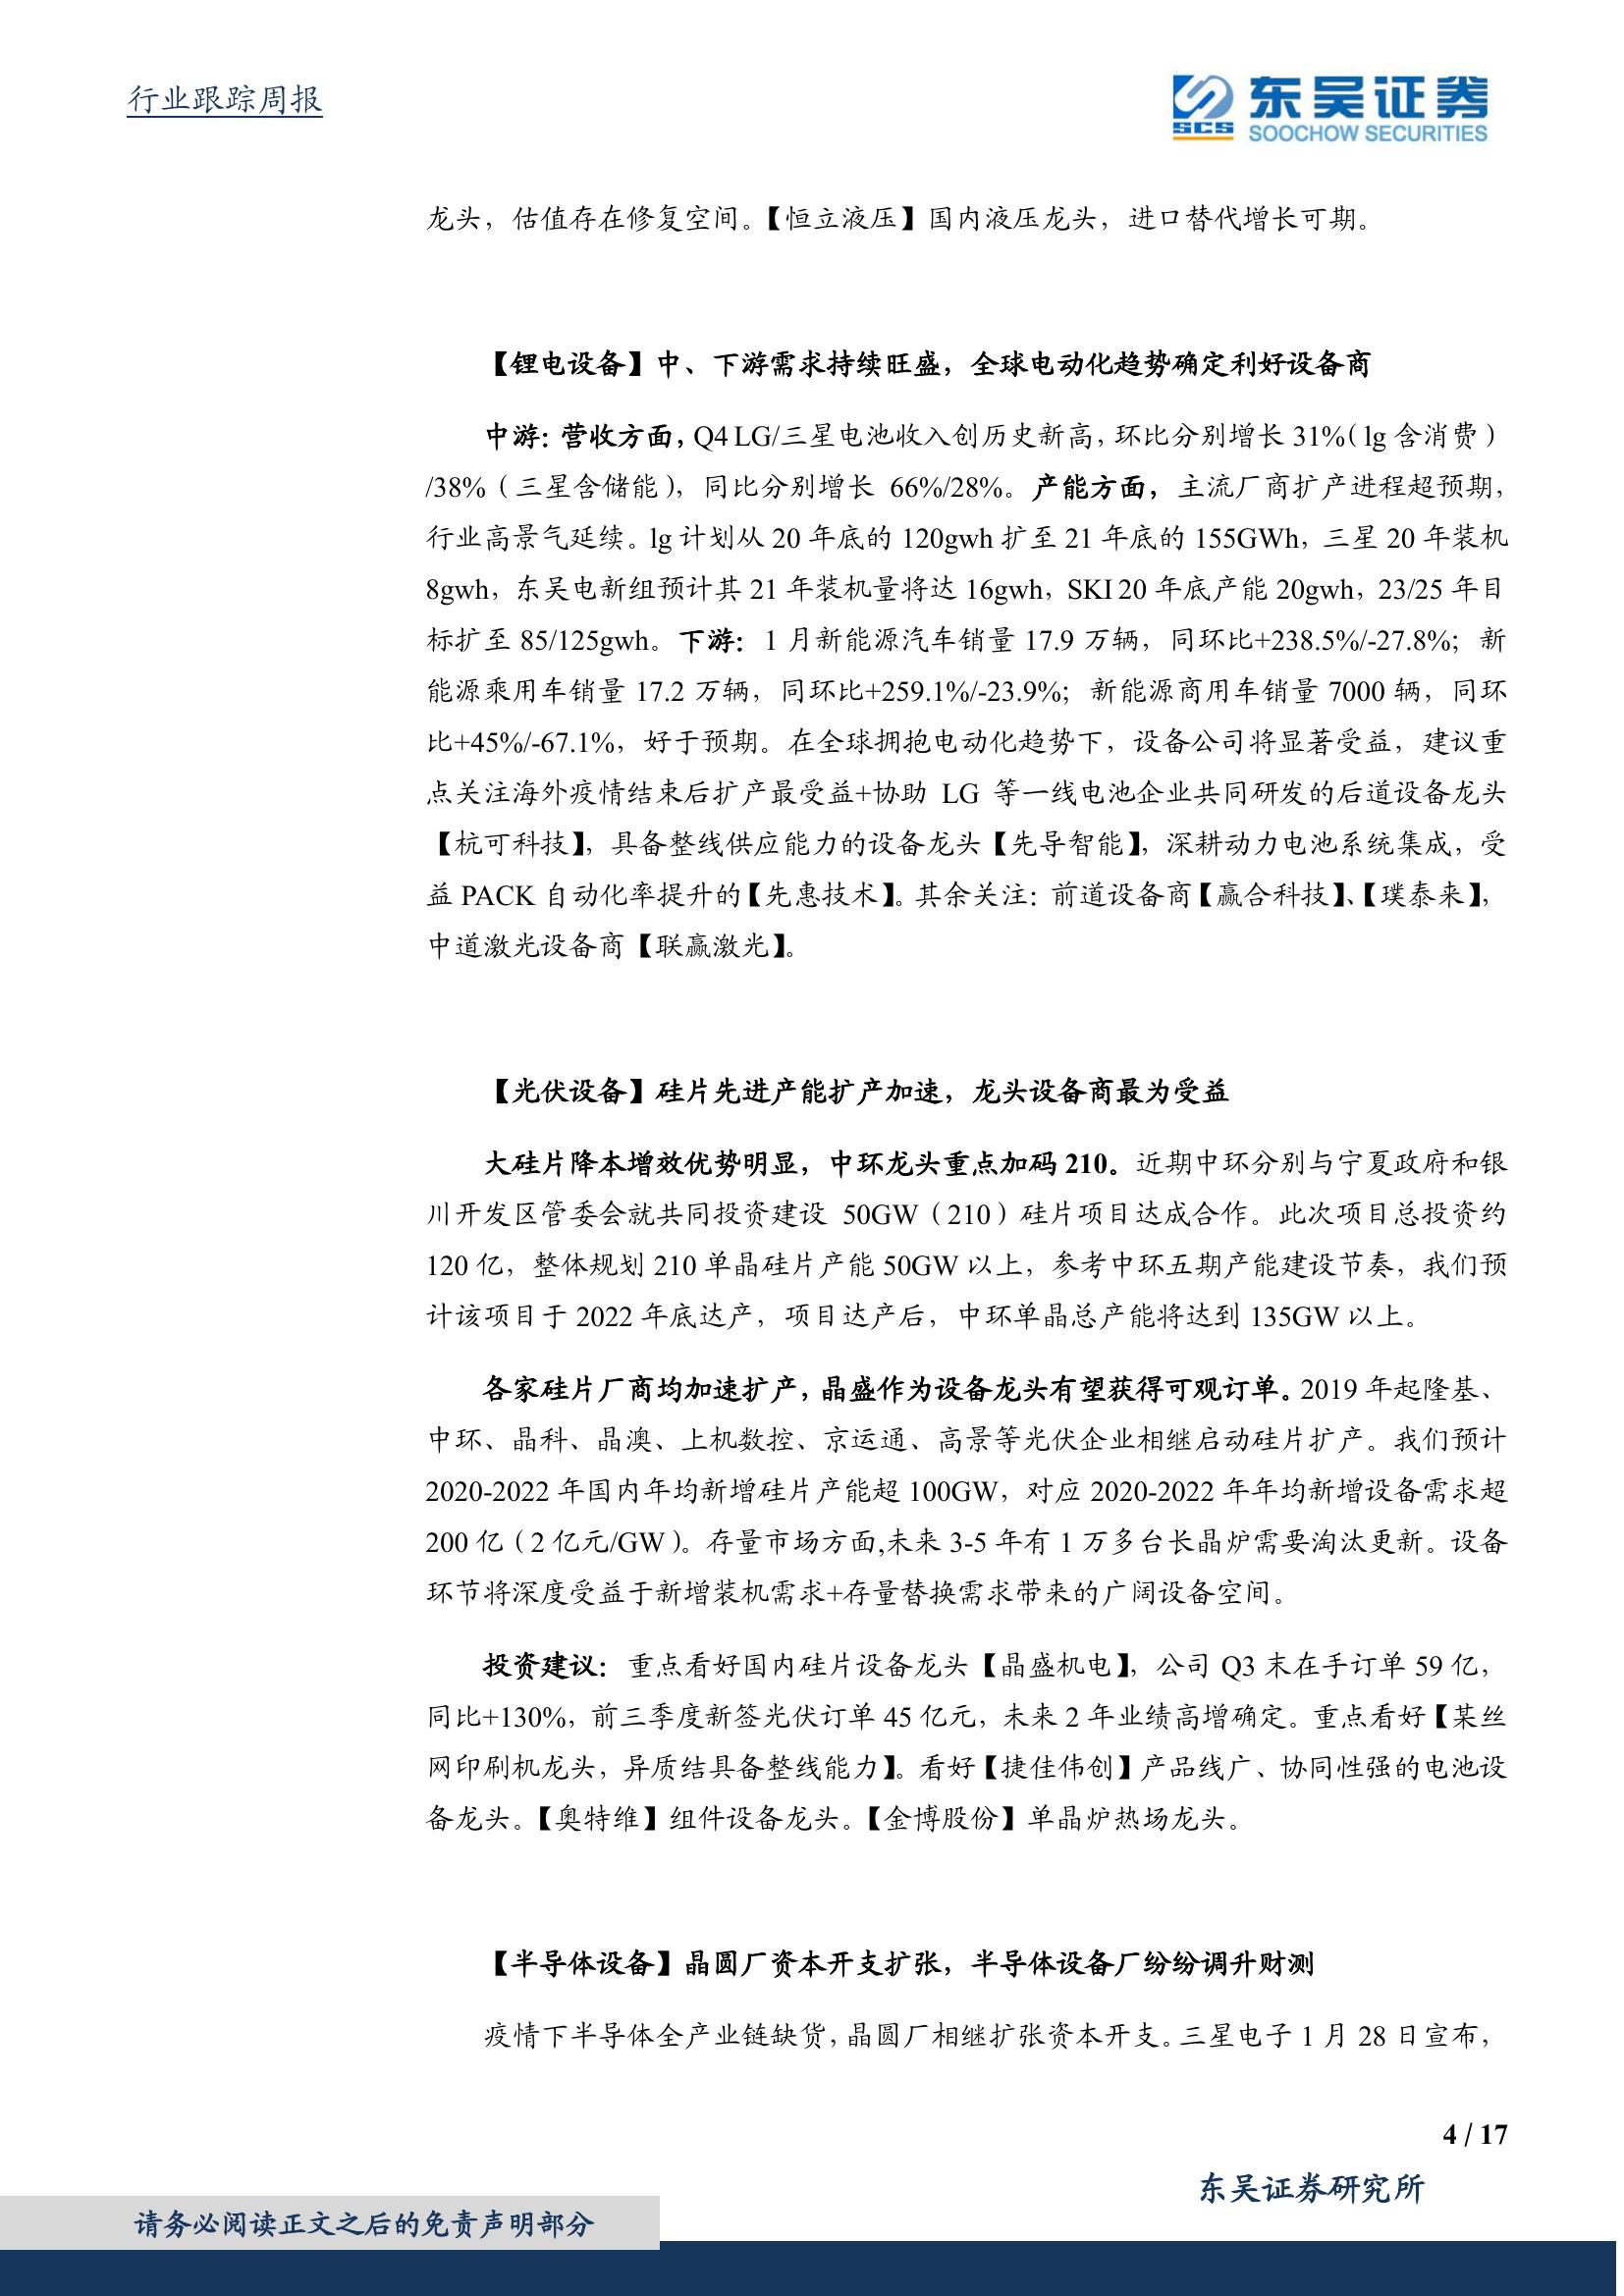 行业跟踪周报
SCS 东吴证券
SOOCHOW SECURITIES
龙头，估值存在修复空间。【恒立液压】国内液压龙头，进口替代增长可期。
【锂电设备】中、下游需求持续旺盛，全球电动化趋势确定利好设备商
中游：营收方面，Q4 LG/三星电池收入创历史新高，环比分别增长 31%（lg 含消费）
/38%（三星含储能），同比分别增长 66%/28%。产能方面，主流厂商扩产进程超预期，
行业高景气延续。lg 计划从 20 年底的 120gwh 扩至 21 年底的 155GWh，三星 20 年装机
8gwh，东吴电新组预计其 21 年装机量将达 16gwh，SKI 20 年底产能 20gwh，23/25 年目
标扩至 85/125gwh。下游：1 月新能源汽车销量 17.9 万辆，同环比+238.5%/-27.8%；新
能源乘用车销量 17.2 万辆，同环比+259.1%/-23.9%；新能源商用车销量 7000 辆，同环
比+45%/-67.1%，好于预期。在全球拥抱电动化趋势下，设备公司将显著受益，建议重
点关注海外疫情结束后扩产最受益+协助 LG 等一线电池企业共同研发的后道设备龙头
【杭可科技】，具备整线供应能力的设备龙头【先导智能】，深耕动力电池系统集成，受
益 PACK 自动化率提升的【先惠技术】。其余关注：前道设备商【赢合科技】、【璞泰来】，
中道激光设备商【联赢激光】。
【光伏设备】硅片先进产能扩产加速，龙头设备商最为受益
大硅片降本增效优势明显，中环龙头重点加码 210。近期中环分别与宁夏政府和银
川开发区管委会就共同投资建设 50GW（210）硅片项目达成合作。此次项目总投资约
120 亿，整体规划 210 单晶硅片产能 50GW 以上，参考中环五期产能建设节奏，我们预
计该项目于 2022 年底达产，项目达产后，中环单晶总产能将达到 135GW 以上。
各家硅片厂商均加速扩产，晶盛作为设备龙头有望获得可观订单。2019 年起隆基、
中环、晶科、晶澳、上机数控、京运通、高景等光伏企业相继启动硅片扩产。我们预计
2020-2022 年国内年均新增硅片产能超 100GW，对应 2020-2022 年年均新增设备需求超
200 亿（2 亿元/GW）。存量市场方面,未来 3-5 年有 1 万多台长晶炉需要淘汰更新。设备
环节将深度受益于新增装机需求+存量替换需求带来的广阔设备空间。
投资建议：重点看好国内硅片设备龙头【晶盛机电】，公司 Q3 末在手订单 59 亿，
同比+130%，前三季度新签光伏订单 45 亿元，未来 2 年业绩高增确定。重点看好【某丝
网印刷机龙头，异质结具备整线能力】。看好【捷佳伟创】产品线广、协同性强的电池设
备龙头。【奥特维】组件设备龙头。【金博股份】单晶炉热场龙头。
【半导体设备】晶圆厂资本开支扩张，半导体设备厂纷纷调升财测
疫情下半导体全产业链缺货，晶圆厂相继扩张资本开支。三星电子 1 月 28 日宣布，
4 / 17
东吴证券研究所
请务必阅读正文之后的免责声明部分